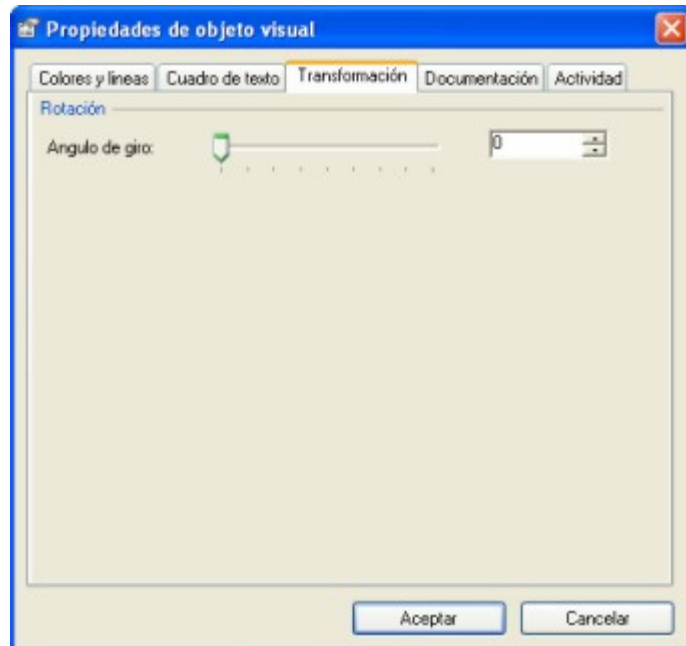 Propiedades de objeto visual
Colores y lineas Cuadro de texto Transformación Documentación Actividad
Rotación
Angulo de giro: 0
Aceptar Cancelar